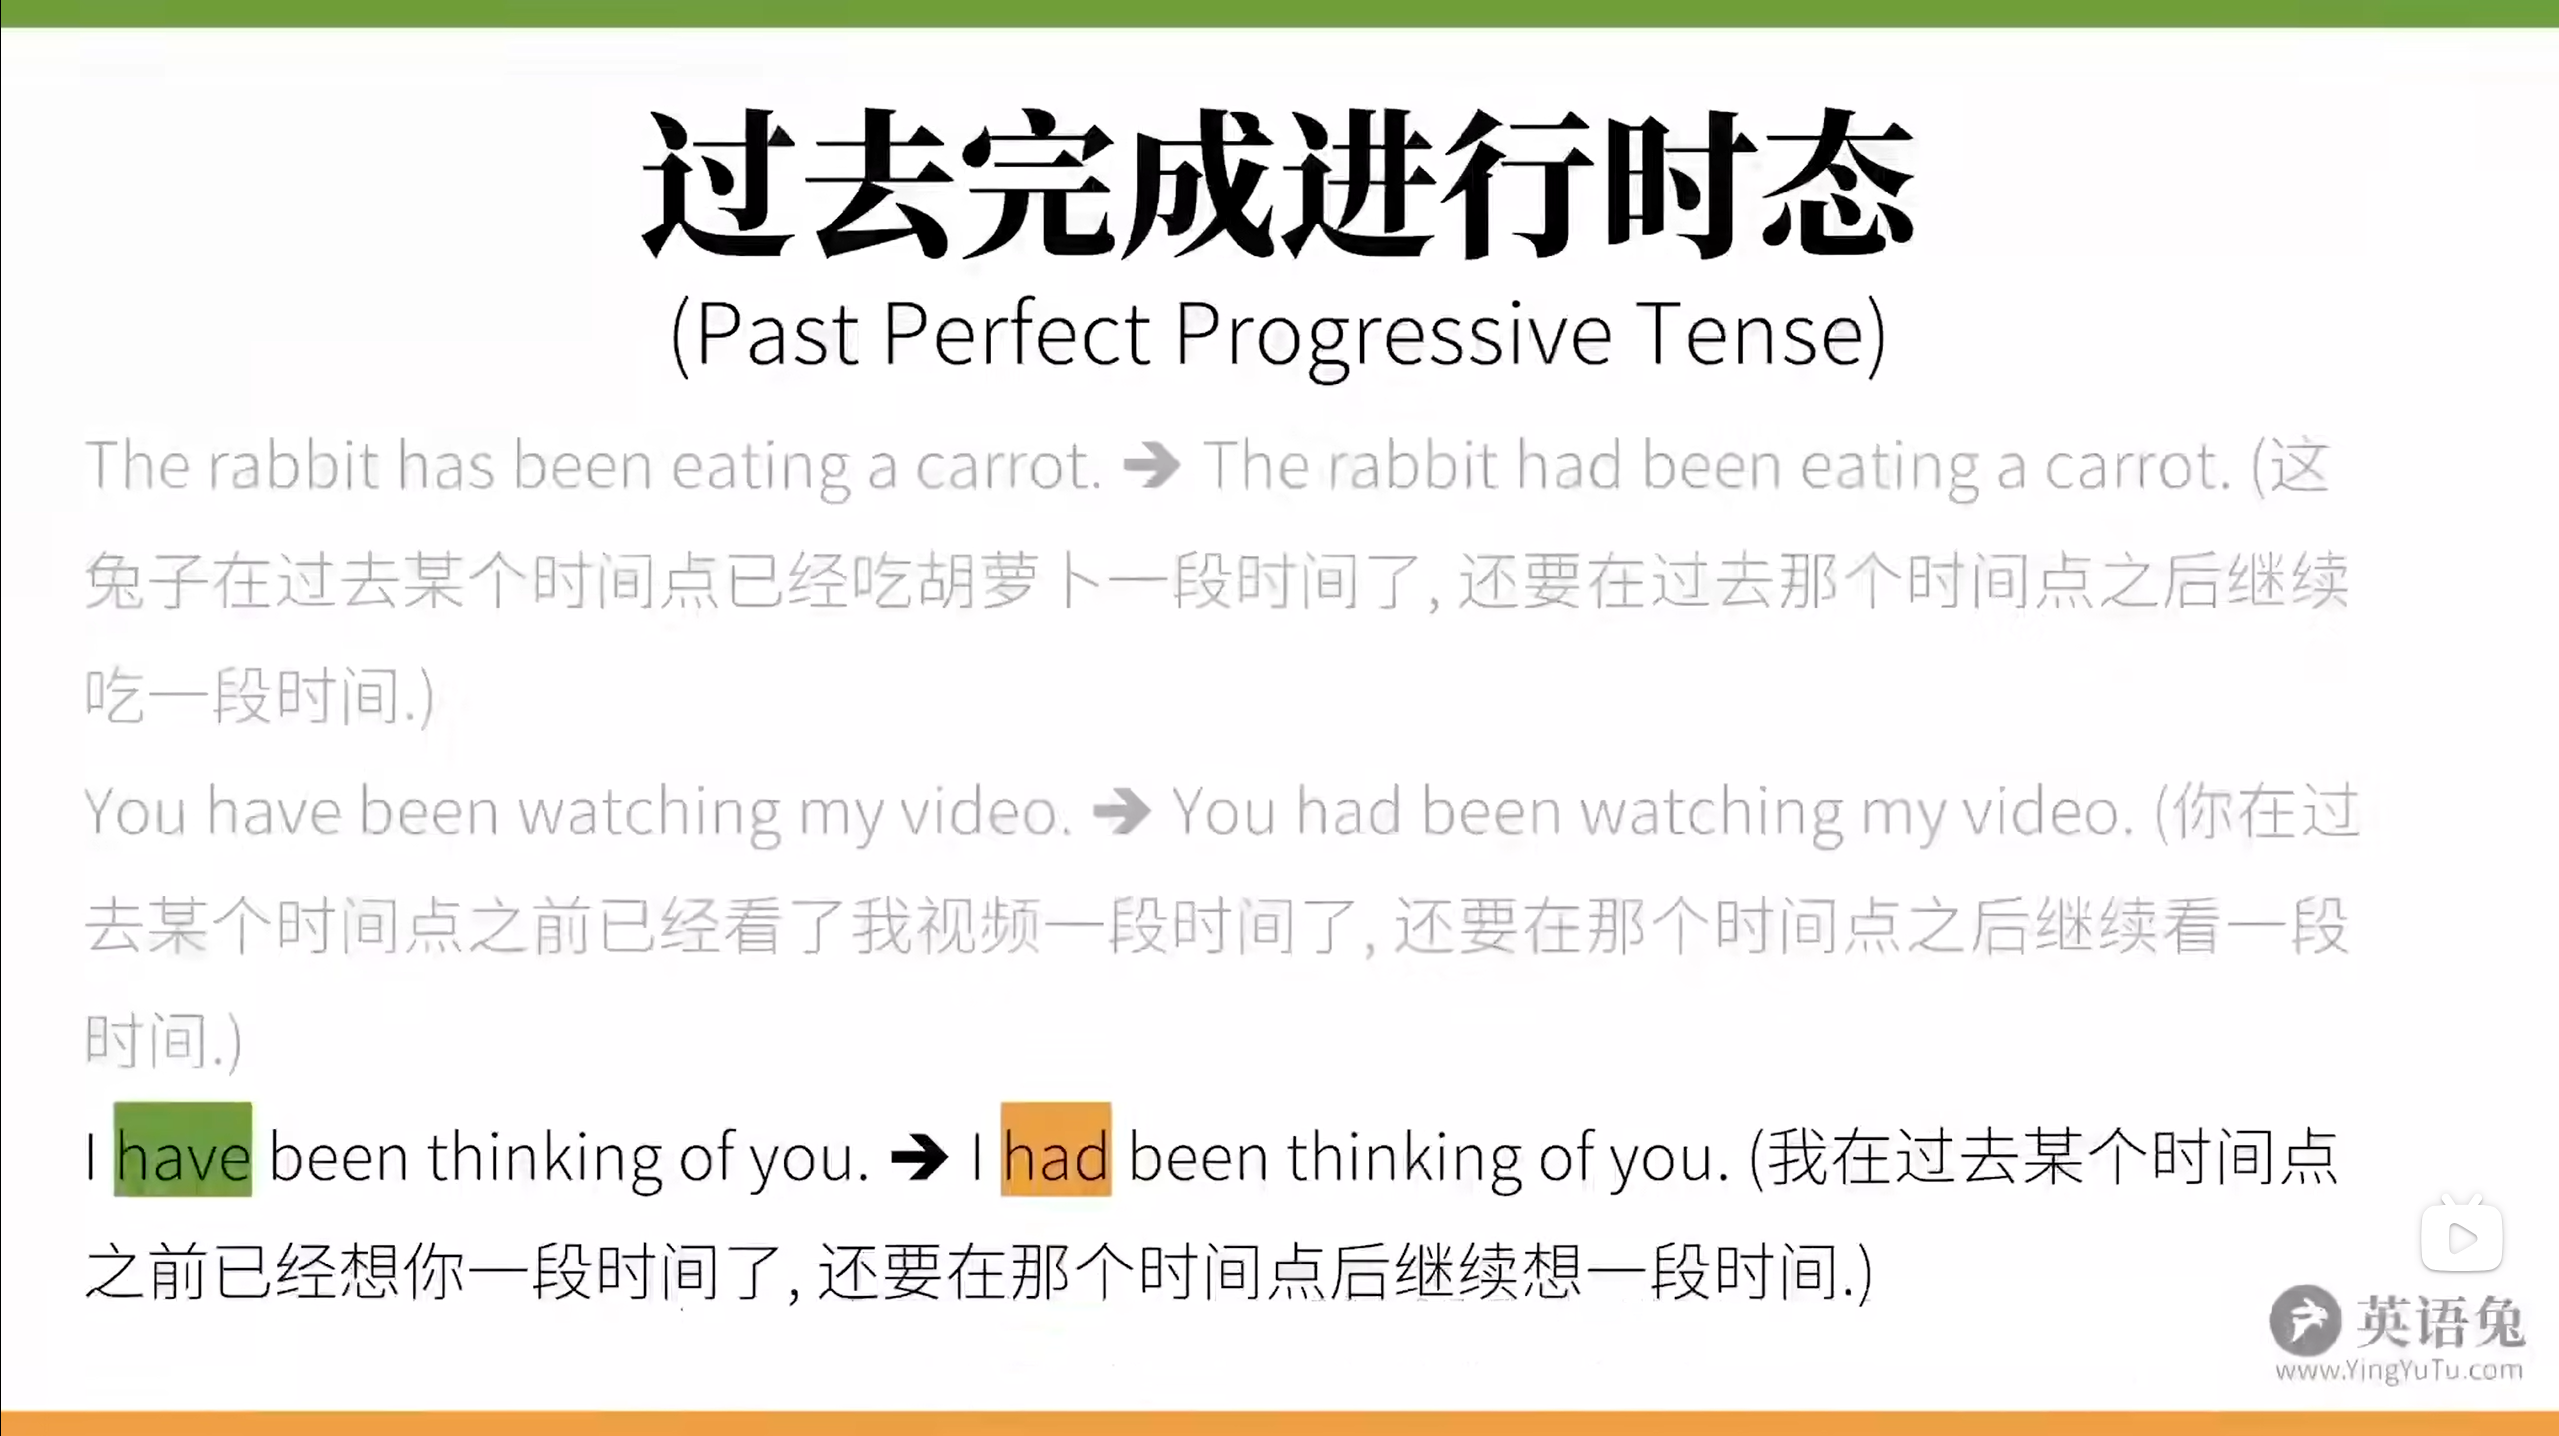 过去完成进行时态
(Past Perfect Progressive Tense)
The rabbit has been eating a carrot. ➔ The rabbit had been eating a carrot. (这
兔子在过去某个时间点已经吃胡萝卜一段时间了, 还要在过去那个时间点之后继续
吃一段时间.)
You have been watching my video. ➔ You had been watching my video. (你在过
去某个时间点之前已经看了我视频一段时间了, 还要在那个时间点之后继续看一段
时间.)
I have been thinking of you. ➔ I had been thinking of you. (我在过去某个时间点
之前已经想你一段时间了, 还要在那个时间点后继续想一段时间.)
英语兔
www.YingYuTu.com